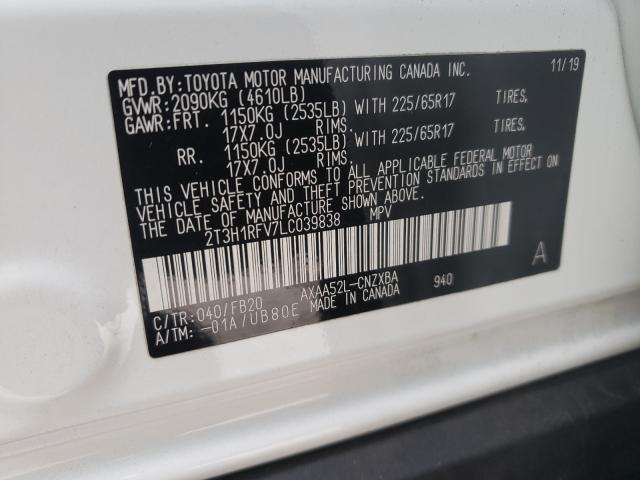 MFD.BY:TOYOTA MOTOR MANUFACTURING CANADA INC. 11/19
GVWR:2090KG (4610LB)
GAWR:FRT. 1150KG (2535LB) WITH 225/65R17 TIRES,
17X7.0J RIMS.
RR. 1150KG (2535LB) WITH 225/65R17 TIRES,
17X7.0J RIMS.
THIS VEHICLE CONFORMS TO ALL APPLICABLE FEDERAL MOTOR
VEHICLE SAFETY AND THEFT PREVENTION STANDARDS IN EFFECT
ON THE DATE OF MANUFACTURE SHOWN ABOVE.
2T3H1RFV7LC039838 MPV
A
C/TR:040/FB20 AXAA52L-CNZXBA 940
A/TM: -01A/UB80E MADE IN CANADA